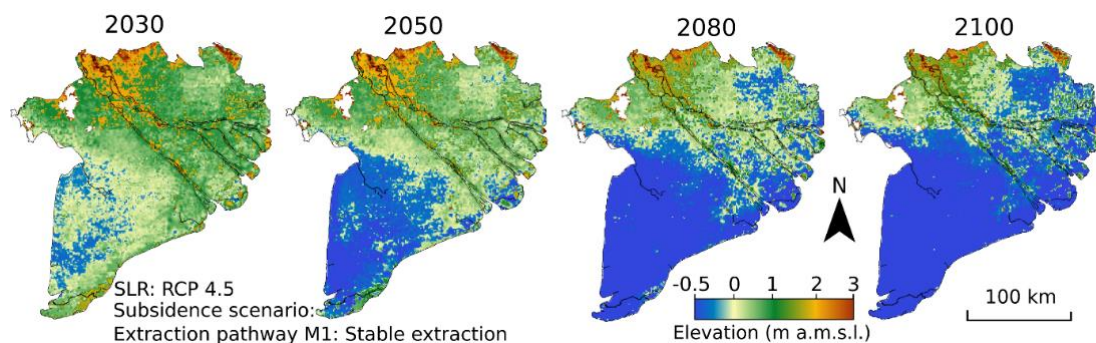 2030
2050
2080
2100
SLR: RCP 4.5
Subsidence scenario:
Extraction pathway M1: Stable extraction
N
-0.5 0 1 2 3
Elevation (m a.m.s.l.)
100 km